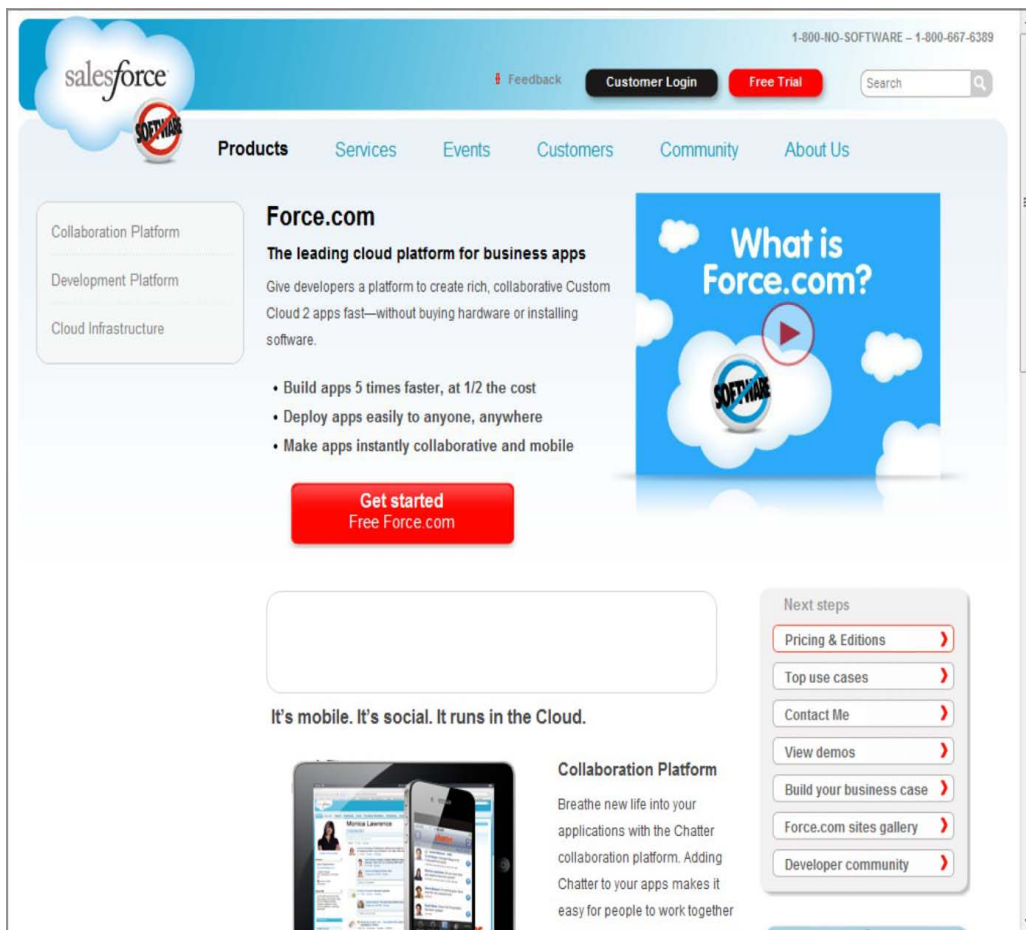 1-800-NO-SOFTWARE – 1-800-667-6389
salesforce
SOFTWARE
Feedback
Customer Login
Free Trial
Search
Products
Services
Events
Customers
Community
About Us
Collaboration Platform
Development Platform
Cloud Infrastructure
Force.com
The leading cloud platform for business apps
Give developers a platform to create rich, collaborative Custom
Cloud 2 apps fast—without buying hardware or installing
software.
• Build apps 5 times faster, at 1/2 the cost
• Deploy apps easily to anyone, anywhere
• Make apps instantly collaborative and mobile
Get started
Free Force.com
What is
Force.com?
SOFTWARE
It's mobile. It's social. It runs in the Cloud.
Monica Lawrence
Collaboration Platform
Breathe new life into your
applications with the Chatter
collaboration platform. Adding
Chatter to your apps makes it
easy for people to work together
Next steps
Pricing & Editions
Top use cases
Contact Me
View demos
Build your business case
Force.com sites gallery
Developer community